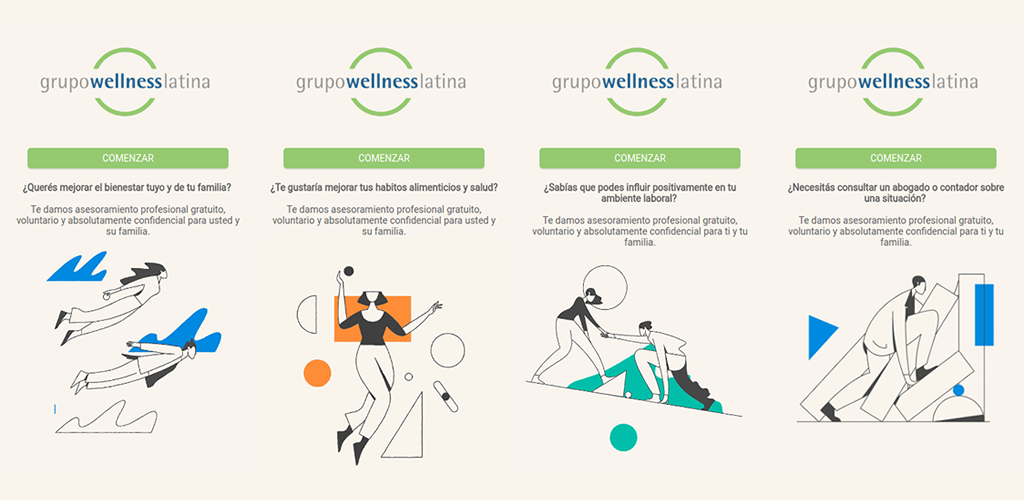 grupowellnesslatina
COMENZAR
¿Querés mejorar el bienestar tuyo y de tu familia?
Te damos asesoramiento profesional gratuito,
voluntario y absolutamente confidencial para usted y
su familia.
grupowellnesslatina
COMENZAR
¿Te gustaría mejorar tus habitos alimenticios y salud?
Te damos asesoramiento profesional gratuito,
voluntario y absolutamente confidencial para usted y
su familia.
grupowellnesslatina
COMENZAR
¿Sabías que podes influir positivamente en tu
ambiente laboral?
Te damos asesoramiento profesional gratuito,
voluntario y absolutamente confidencial para ti y tu
familia.
grupowellnesslatina
COMENZAR
¿Necesitás consultar un abogado o contador sobre
una situación?
Te damos asesoramiento profesional gratuito,
voluntario y absolutamente confidencial para ti y tu
familia.